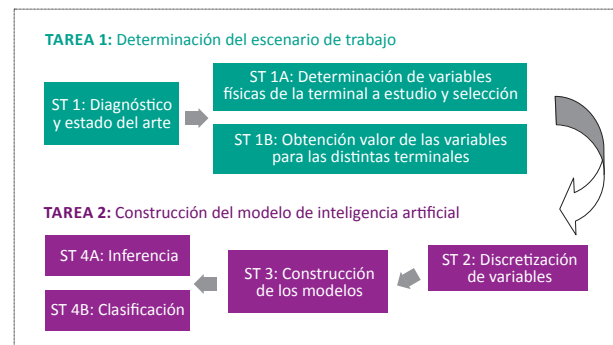 TAREA 1: Determinación del escenario de trabajo
ST 1: Diagnóstico
y estado del arte
ST 1A: Determinación de variables
físicas de la terminal a estudio y selección
ST 1B: Obtención valor de las variables
para las distintas terminales
TAREA 2: Construcción del modelo de inteligencia artificial
ST 4A: Inferencia
ST 4B: Clasificación
ST 3: Construcción
de los modelos
ST 2: Discretización
de variables